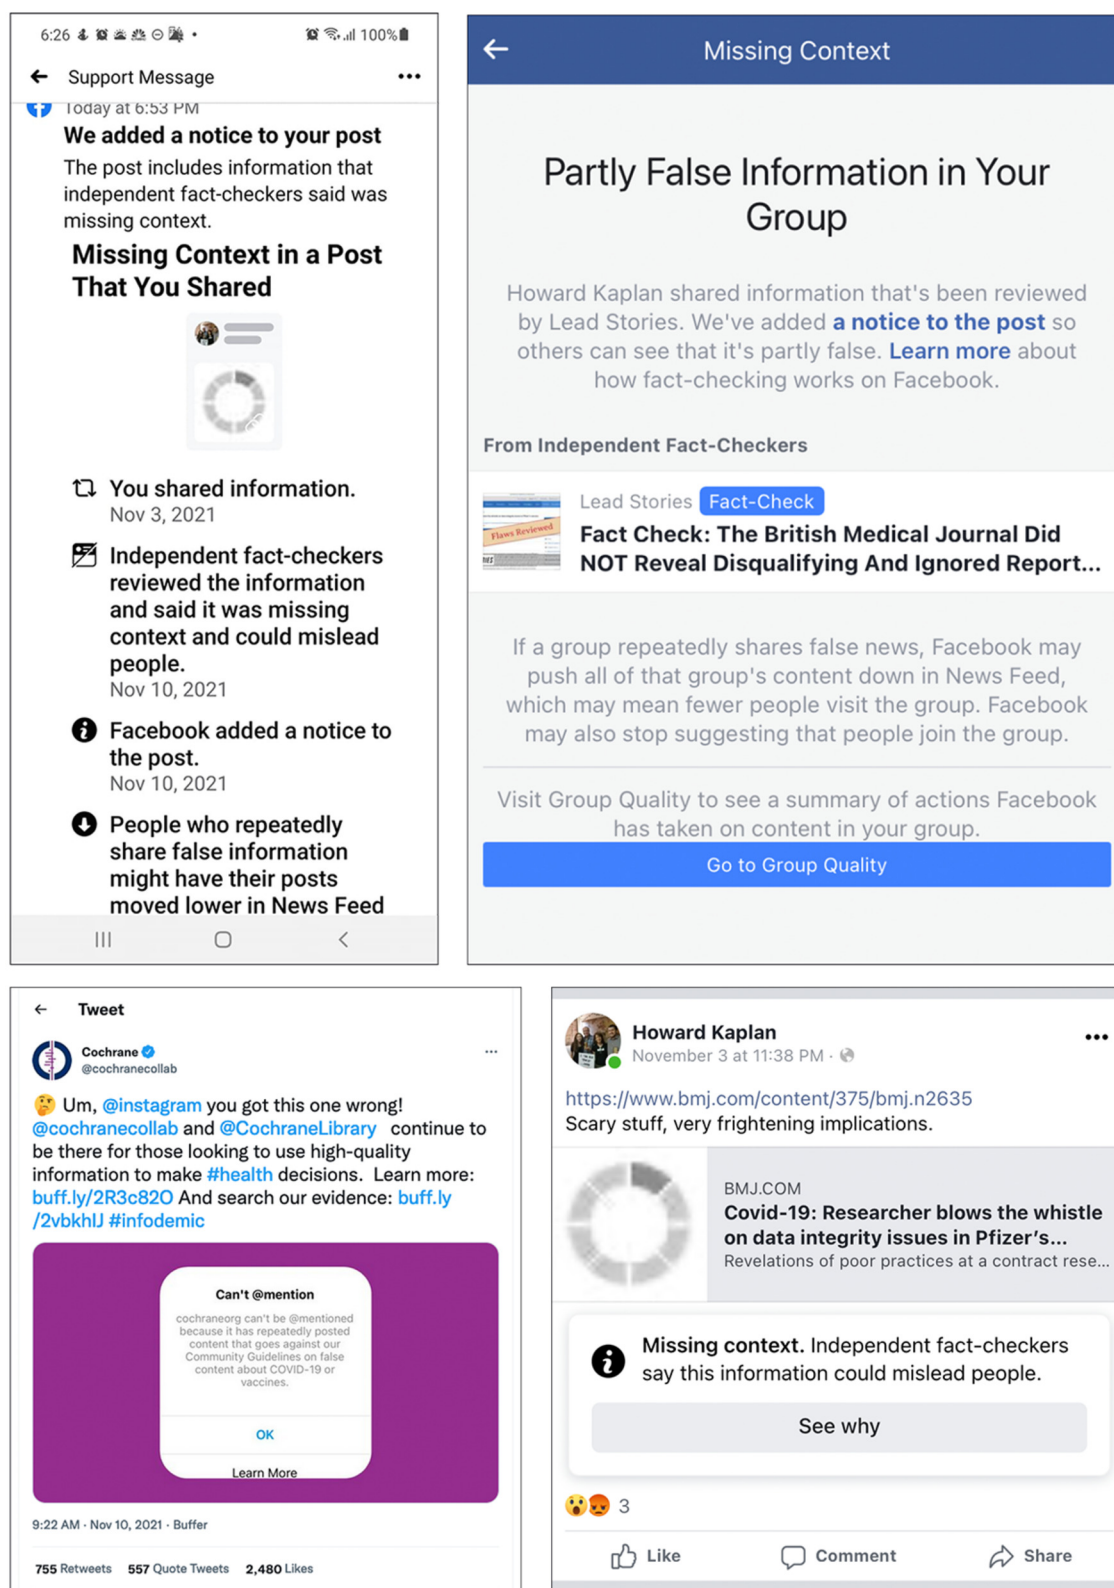 6:26
100%
Support Message
Today at 6:53 PM
We added a notice to your post
The post includes information that
independent fact-checkers said was
missing context.
Missing Context in a Post
That You Shared
You shared information.
Nov 3, 2021
Independent fact-checkers
reviewed the information
and said it was missing
context and could mislead
people.
Nov 10, 2021
Facebook added a notice to
the post.
Nov 10, 2021
People who repeatedly
share false information
might have their posts
moved lower in News Feed
Missing Context
Partly False Information in Your
Group
Howard Kaplan shared information that's been reviewed
by Lead Stories. We've added a notice to the post so
others can see that it's partly false. Learn more about
how fact-checking works on Facebook.
From Independent Fact-Checkers
Flaws Reviewed
Lead Stories Fact-Check
Fact Check: The British Medical Journal Did
NOT Reveal Disqualifying And Ignored Report...
If a group repeatedly shares false news, Facebook may
push all of that group's content down in News Feed,
which may mean fewer people visit the group. Facebook
may also stop suggesting that people join the group.
Visit Group Quality to see a summary of actions Facebook
has taken on content in your group.
Go to Group Quality
Tweet
Cochrane
@cochranecollab
Um, @instagram you got this one wrong!
@cochranecollab and @CochraneLibrary continue to
be there for those looking to use high-quality
information to make #health decisions. Learn more:
buff.ly/2R3c82O And search our evidence: buff.ly
/2vbkhIJ #infodemic
Can't @mention
cochraneorg can't be @mentioned
because it has repeatedly posted
content that goes against our
Community Guidelines on false
content about COVID-19 or
vaccines.
OK
Learn More
9:22 AM · Nov 10, 2021 · Buffer
755 Retweets 557 Quote Tweets 2,480 Likes
Howard Kaplan
November 3 at 11:38 PM ·
https://www.bmj.com/content/375/bmj.n2635
Scary stuff, very frightening implications.
BMJ.COM
Covid-19: Researcher blows the whistle
on data integrity issues in Pfizer's...
Revelations of poor practices at a contract rese...
Missing context. Independent fact-checkers
say this information could mislead people.
See why
3
Like Comment Share